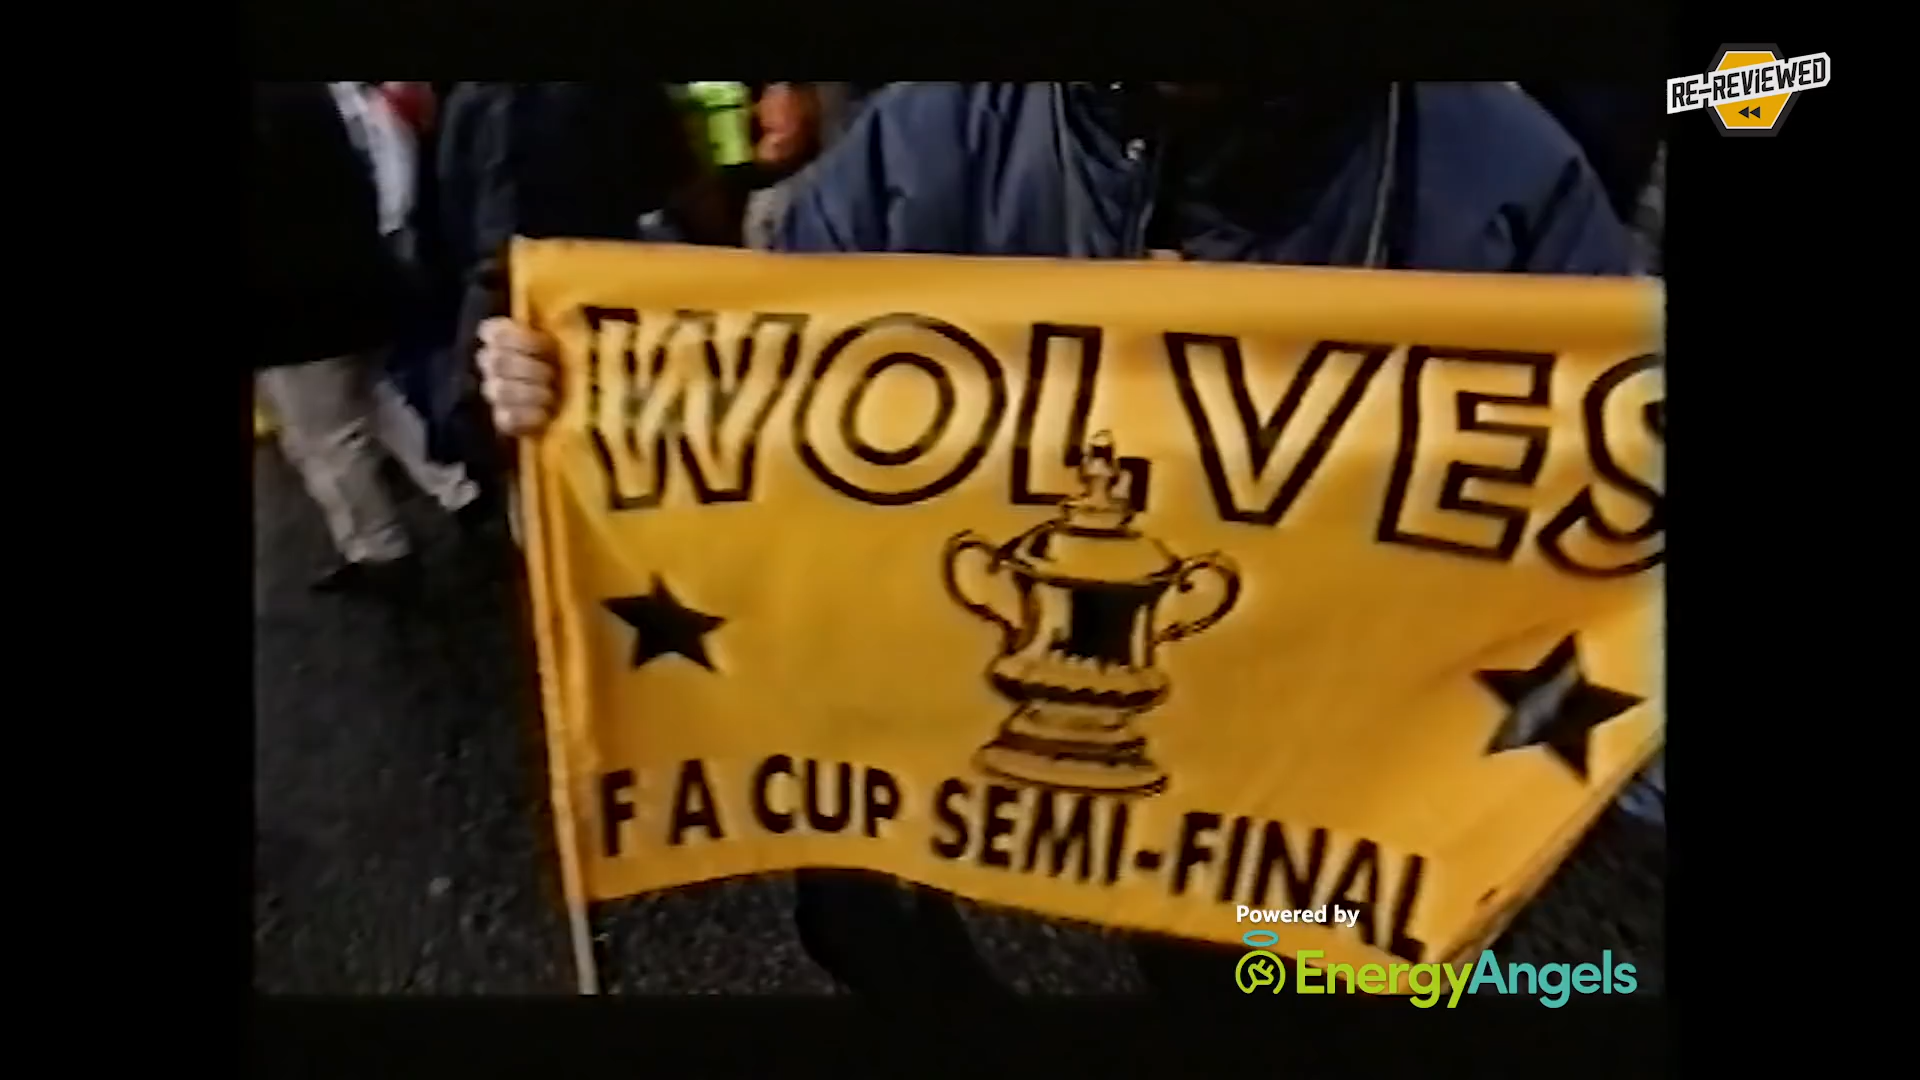 RE-REVIEWED
WOLVES
F A CUP SEMI-FINAL
Powered by
EnergyAngels